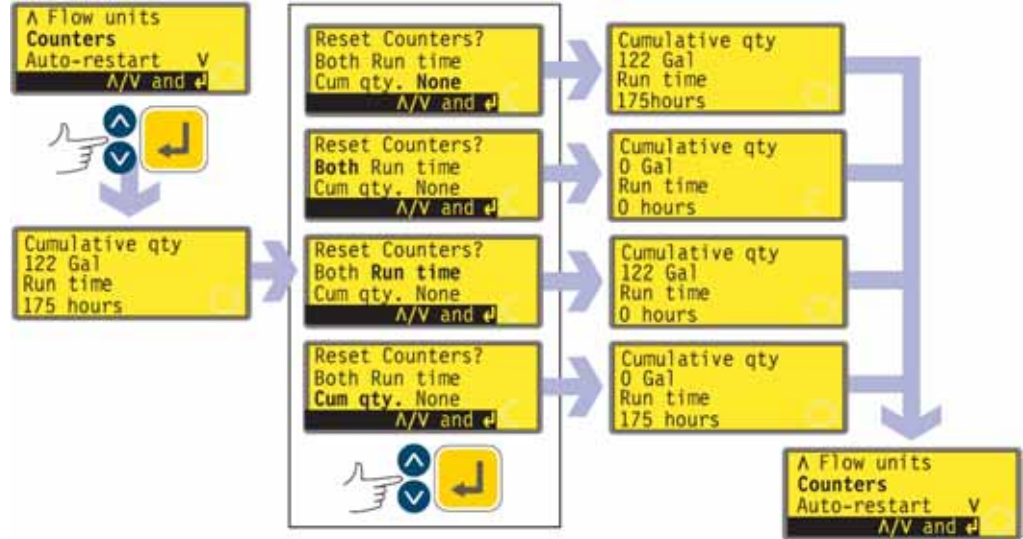 Λ Flow units
Counters
Auto-restart V
Λ/V and ↵
Cumulative qty
122 Gal
Run time
175 hours
Reset Counters?
Both Run time
Cum qty. None
Λ/V and ↵
Reset Counters?
Both Run time
Cum qty. None
Λ/V and ↵
Reset Counters?
Both Run time
Cum qty. None
Λ/V and ↵
Reset Counters?
Both Run time
Cum qty. None
Λ/V and ↵
Cumulative qty
122 Gal
Run time
175hours
Cumulative qty
0 Gal
Run time
0 hours
Cumulative qty
122 Gal
Run time
0 hours
Cumulative qty
0 Gal
Run time
175 hours
Λ Flow units
Counters
Auto-restart V
Λ/V and ↵